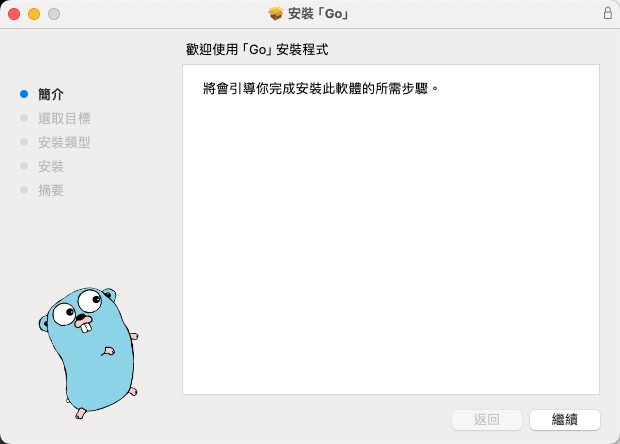 安裝「Go」
歡迎使用「Go」安裝程式
簡介
選取目標
安裝類型
安裝
摘要
將會引導你完成安裝此軟體的所需步驟。
返回
繼續